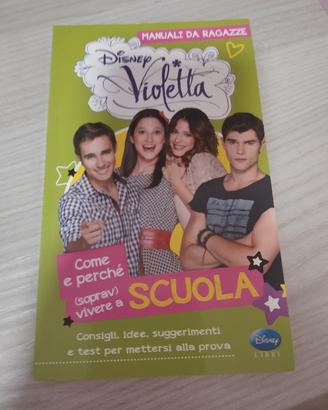 MANUALI DA RAGAZZE
Disney
Violetta
Come
e perché
(soprav)
vivere a
SCUOLA
Consigli, idee, suggerimenti
e test per mettersi alla prova
Disney
LIBRI